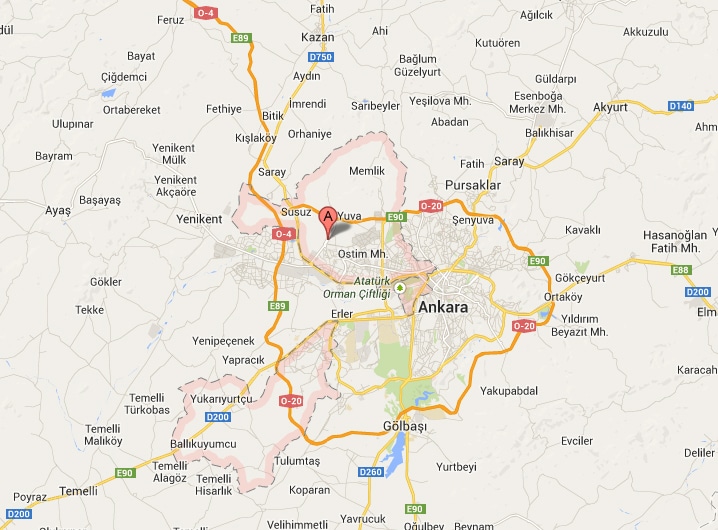 Feruz
O-4
E89
Kazan
Ahi
Ağılcık
Akkuzulu
Kutuören
D750
Bayat
Bağlum
Güzelyurt
Çiğdemci
Aydın
Güldarpı
Ortabereket
Fethiye
İmrendi
Sarıbeyler
Yeşilova Mh.
Esenboğa
Merkez Mh.
Akyurt
D140
Bitik
Ulupınar
Abadan
Balıkhisar
Kışlaköy
Orhaniye
Bayram
Yenikent
Mülk
Saray
Memlik
Fatih
Saray
Yenikent
Akçaöre
Pursaklar
Başayaş
Ayaş
Yenikent
Susuz
A
Yuva
E90
O-20
Şenyuva
Kavaklı
O-4
Hasanoğlan
Fatih Mh.
Ostim Mh.
E90
E88
Gökler
Atatürk
Orman Çiftliği
Gökçeyurt
D200
Ortaköy
Tekke
E89
Erler
Ankara
Yıldırım
Beyazıt Mh.
O-20
Yenipeçenek
Yapracık
Karacah
Temelli
Türkobas
Yukarıyurtçu
O-20
Yakupabdal
D200
Temelli
Malıköy
Ballıkuyumcu
Gölbaşı
Evciler
Deliler
E90
Temelli
Alagöz
Tulumtaş
D260
Yurtbeyi
Temelli
Hisarlık
Poyraz
Temelli
Koparan
D200
E90
Velihimmetli
Yavrucuk
Oğulbey